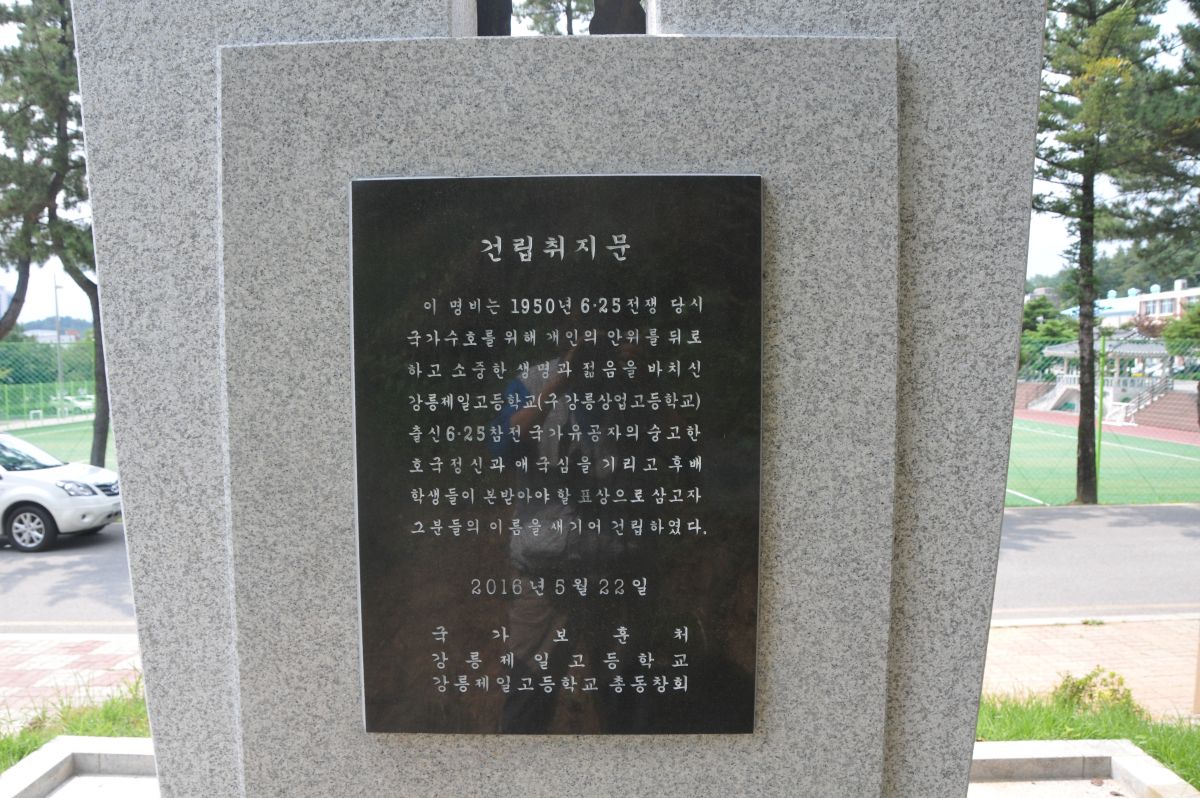 건립취지문
이 명비는 1950년 6·25전쟁 당시
국가수호를 위해 개인의 안위를 뒤로
하고 소중한 생명과 젊음을 바치신
강릉제일고등학교(구 강릉상업고등학교)
출신6·25참전 국가유공자의 숭고한
호국정신과 애국심을 기리고 후배
학생들이 본받아야 할 표상으로 삼고자
그분들의 이름을 새기어 건립하였다.
2016년 5월 22일
국가보훈처
강릉제일고등학교
강릉제일고등학교 총동창회